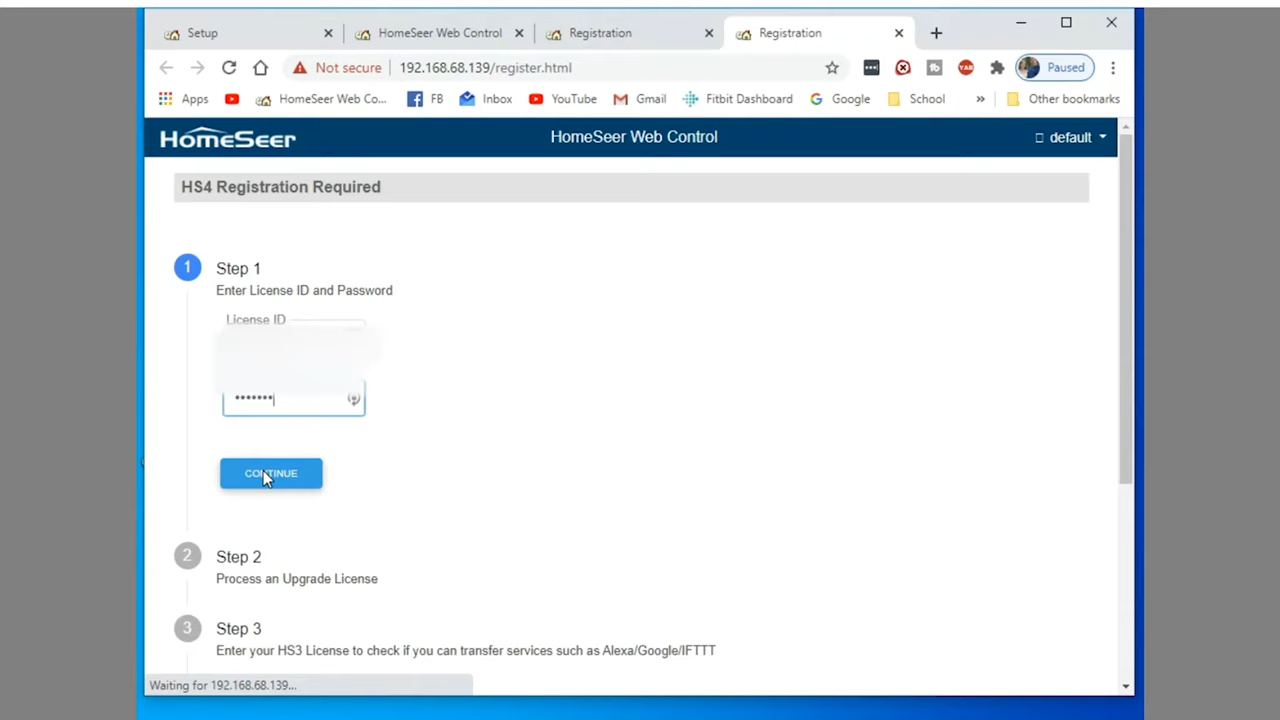 Setup
HomeSeer Web Control
Registration
Registration
Not secure 192.168.68.139/register.html
Paused
Apps
HomeSeer Web Co...
FB
Inbox
YouTube
Gmail
Fitbit Dashboard
Google
School
»
Other bookmarks
HomeSeer
HomeSeer Web Control
default
HS4 Registration Required
1
Step 1
Enter License ID and Password
License ID
•••••••
CONTINUE
2
Step 2
Process an Upgrade License
3
Step 3
Enter your HS3 License to check if you can transfer services such as Alexa/Google/IFTTT
Waiting for 192.168.68.139...